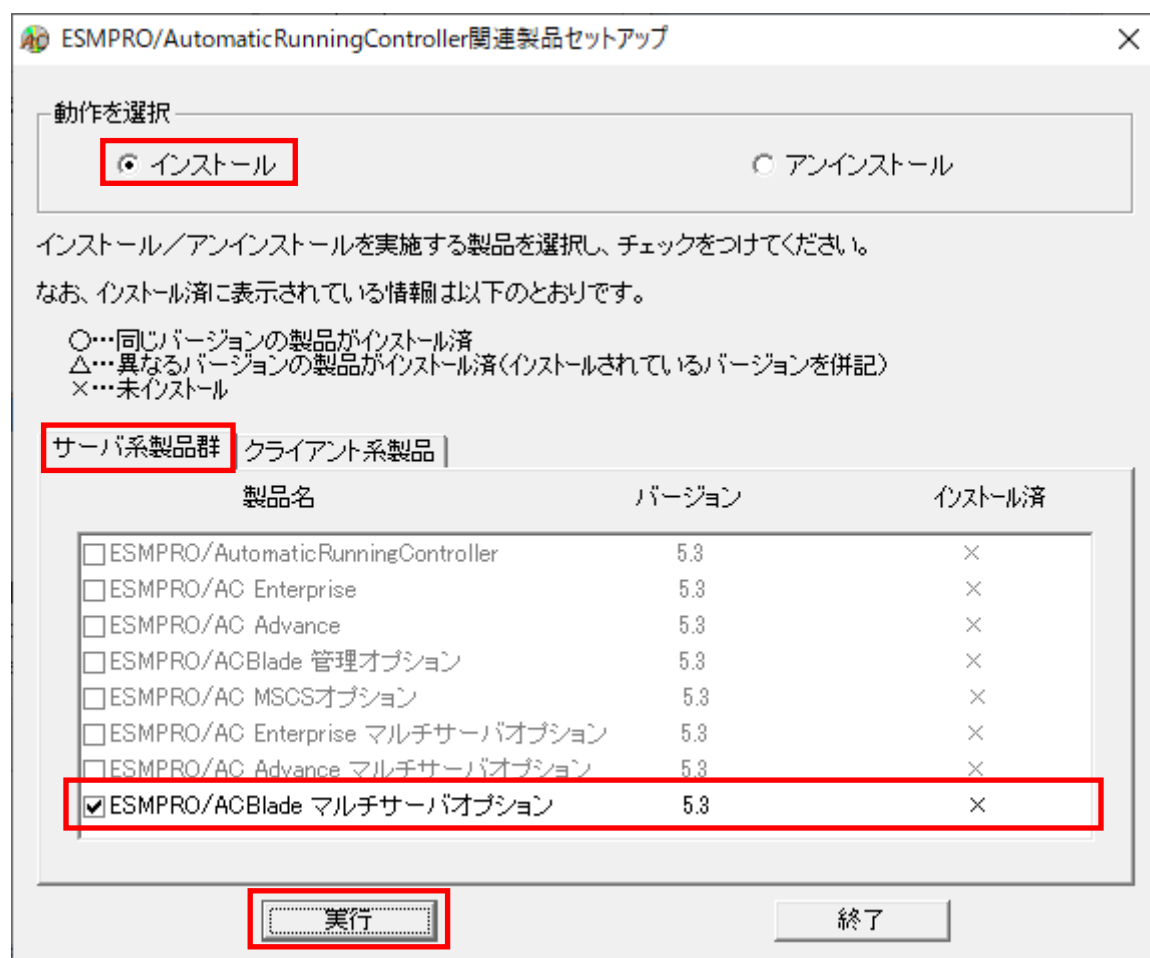 ESMPRO/AutomaticRunningController関連製品セットアップ
動作を選択
インストール アンインストール
インストール／アンインストールを実施する製品を選択し、チェックをつけてください。
なお、インストール済に表示されている情報は以下のとおりです。
○…同じバージョンの製品がインストール済
△…異なるバージョンの製品がインストール済(インストールされているバージョンを併記)
×…未インストール
サーバ系製品群 クライアント系製品
製品名 バージョン インストール済
ESMPRO/AutomaticRunningController 5.3 ×
ESMPRO/AC Enterprise 5.3 ×
ESMPRO/AC Advance 5.3 ×
ESMPRO/ACBlade 管理オプション 5.3 ×
ESMPRO/AC MSCSオプション 5.3 ×
ESMPRO/AC Enterprise マルチサーバオプション 5.3 ×
ESMPRO/AC Advance マルチサーバオプション 5.3 ×
ESMPRO/ACBlade マルチサーバオプション 5.3 ×
実行 終了